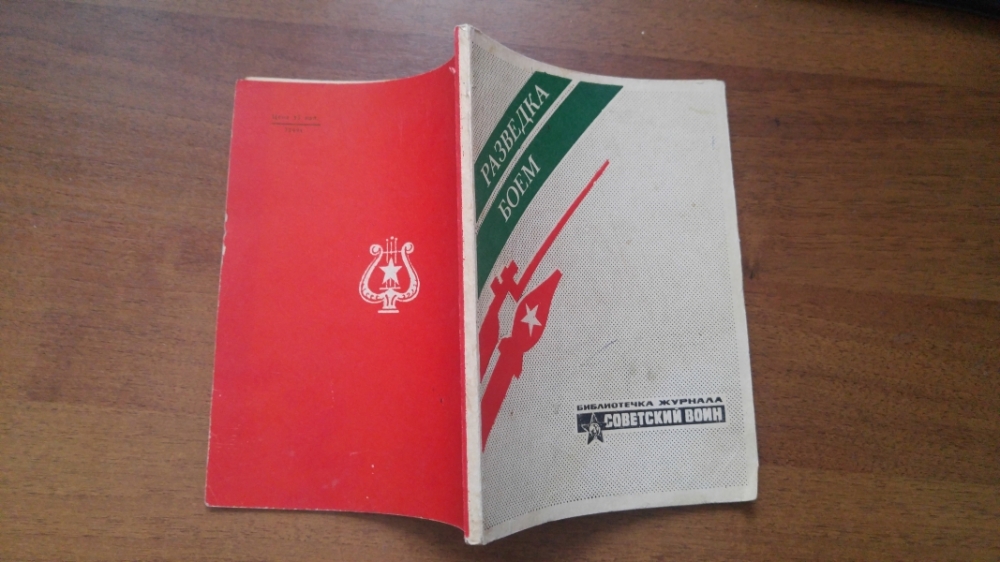 РАЗВЕДКА
БОЕМ
БИБЛИОТЕЧКА ЖУРНАЛА
СОВЕТСКИЙ ВОИН